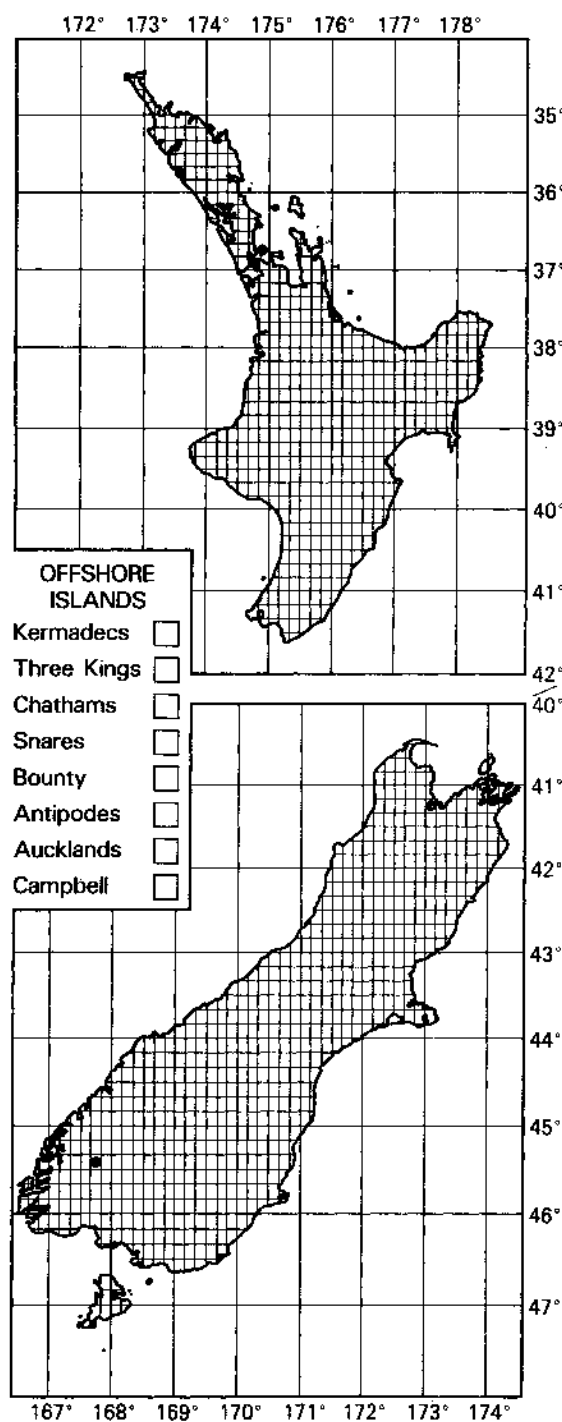 172° 173° 174° 175° 176° 177° 178°
35°
36°
37°
38°
39°
40°
41°
42°
OFFSHORE
ISLANDS
Kermadecs
Three Kings
Chathams
Snares
Bounty
Antipodes
Aucklands
Campbell
40°
41°
42°
43°
44°
45°
46°
47°
167° 168° 169° 170° 171° 172° 173° 174°